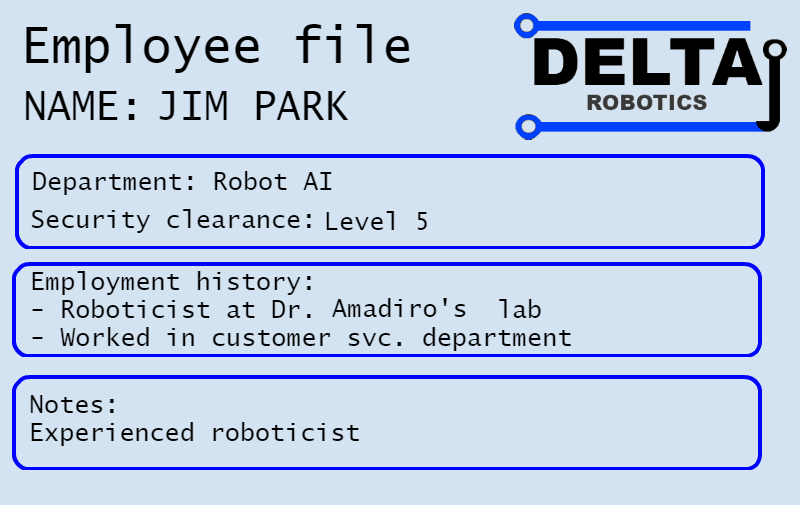 Employee file
NAME: JIM PARK
DELTA
ROBOTICS
Department: Robot AI
Security clearance: Level 5
Employment history:
- Roboticist at Dr. Amadiro's lab
- Worked in customer svc. department
Notes:
Experienced roboticist